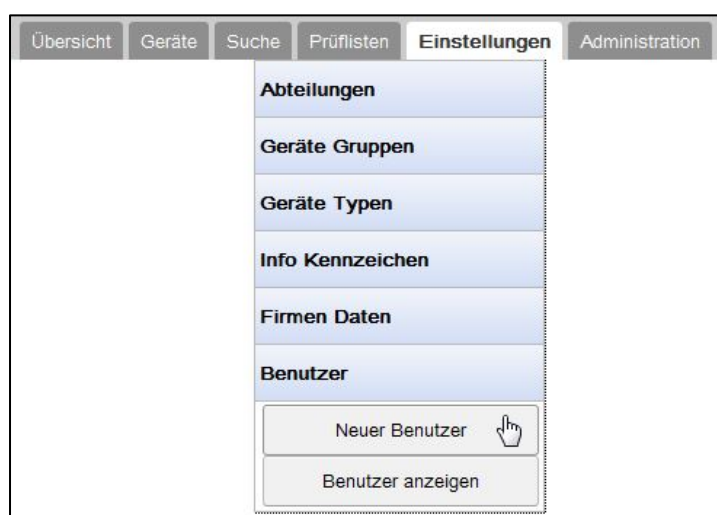 Übersicht Geräte Suche Prüflisten Einstellungen Administration
Abteilungen
Geräte Gruppen
Geräte Typen
Info Kennzeichen
Firmen Daten
Benutzer
Neuer Benutzer
Benutzer anzeigen